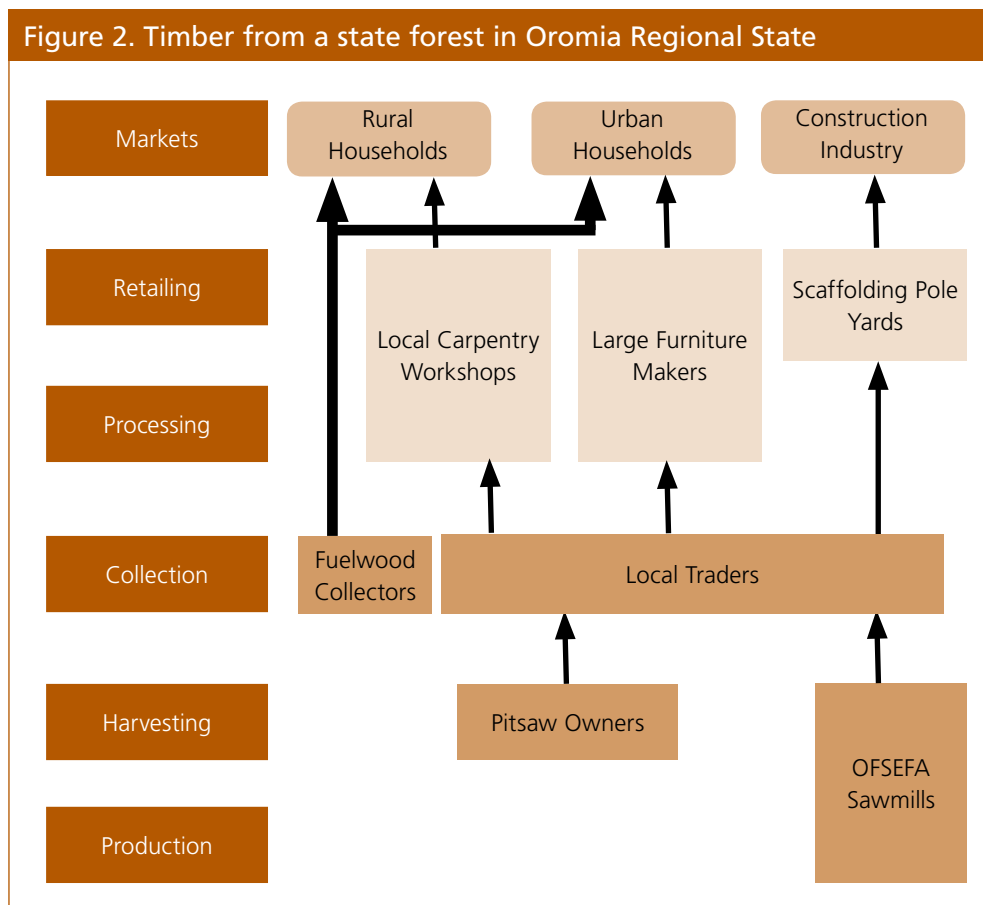 Figure 2. Timber from a state forest in Oromia Regional State
Markets
Rural
Households
Urban
Households
Construction
Industry
Retailing
Local Carpentry
Workshops
Large Furniture
Makers
Scaffolding Pole
Yards
Processing
Collection
Fuelwood
Collectors
Local Traders
Harvesting
Pitsaw Owners
OFSEFA
Sawmills
Production